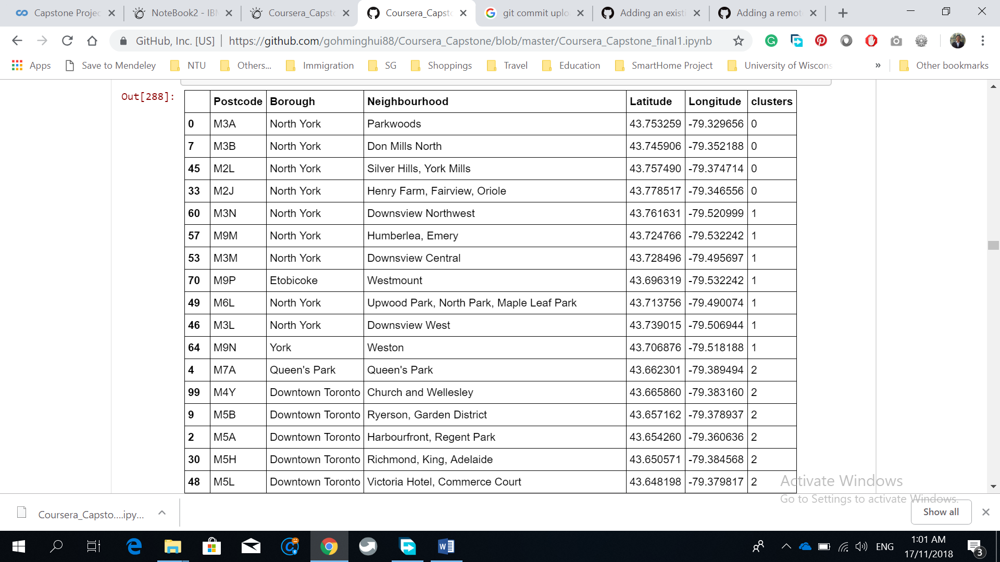 Capstone Projec
NoteBook2 - IBM
Coursera_Capsto
Coursera_Capsto
git commit uplo
Adding an existi
Adding a remot
GitHub, Inc. [US] | https://github.com/gohminghui88/Coursera_Capstone/blob/master/Coursera_Capstone_final1.ipynb
Apps Save to Mendeley NTU Others... Immigration SG Shoppings Travel Education SmartHome Project University of Wiscons » Other bookmarks
Out[288]:
Postcode Borough Neighbourhood Latitude Longitude clusters
0 M3A North York Parkwoods 43.753259 -79.329656 0
7 M3B North York Don Mills North 43.745906 -79.352188 0
45 M2L North York Silver Hills, York Mills 43.757490 -79.374714 0
33 M2J North York Henry Farm, Fairview, Oriole 43.778517 -79.346556 0
60 M3N North York Downsview Northwest 43.761631 -79.520999 1
57 M9M North York Humberlea, Emery 43.724766 -79.532242 1
53 M3M North York Downsview Central 43.728496 -79.495697 1
70 M9P Etobicoke Westmount 43.696319 -79.532242 1
49 M6L North York Upwood Park, North Park, Maple Leaf Park 43.713756 -79.490074 1
46 M3L North York Downsview West 43.739015 -79.506944 1
64 M9N York Weston 43.706876 -79.518188 1
4 M7A Queen's Park Queen's Park 43.662301 -79.389494 2
99 M4Y Downtown Toronto Church and Wellesley 43.665860 -79.383160 2
9 M5B Downtown Toronto Ryerson, Garden District 43.657162 -79.378937 2
2 M5A Downtown Toronto Harbourfront, Regent Park 43.654260 -79.360636 2
30 M5H Downtown Toronto Richmond, King, Adelaide 43.650571 -79.384568 2
48 M5L Downtown Toronto Victoria Hotel, Commerce Court 43.648198 -79.379817 2
Activate Windows
Go to Settings to activate Windows.
Coursera_Capsto....ipy...
Show all
ENG
1:01 AM
17/11/2018
3